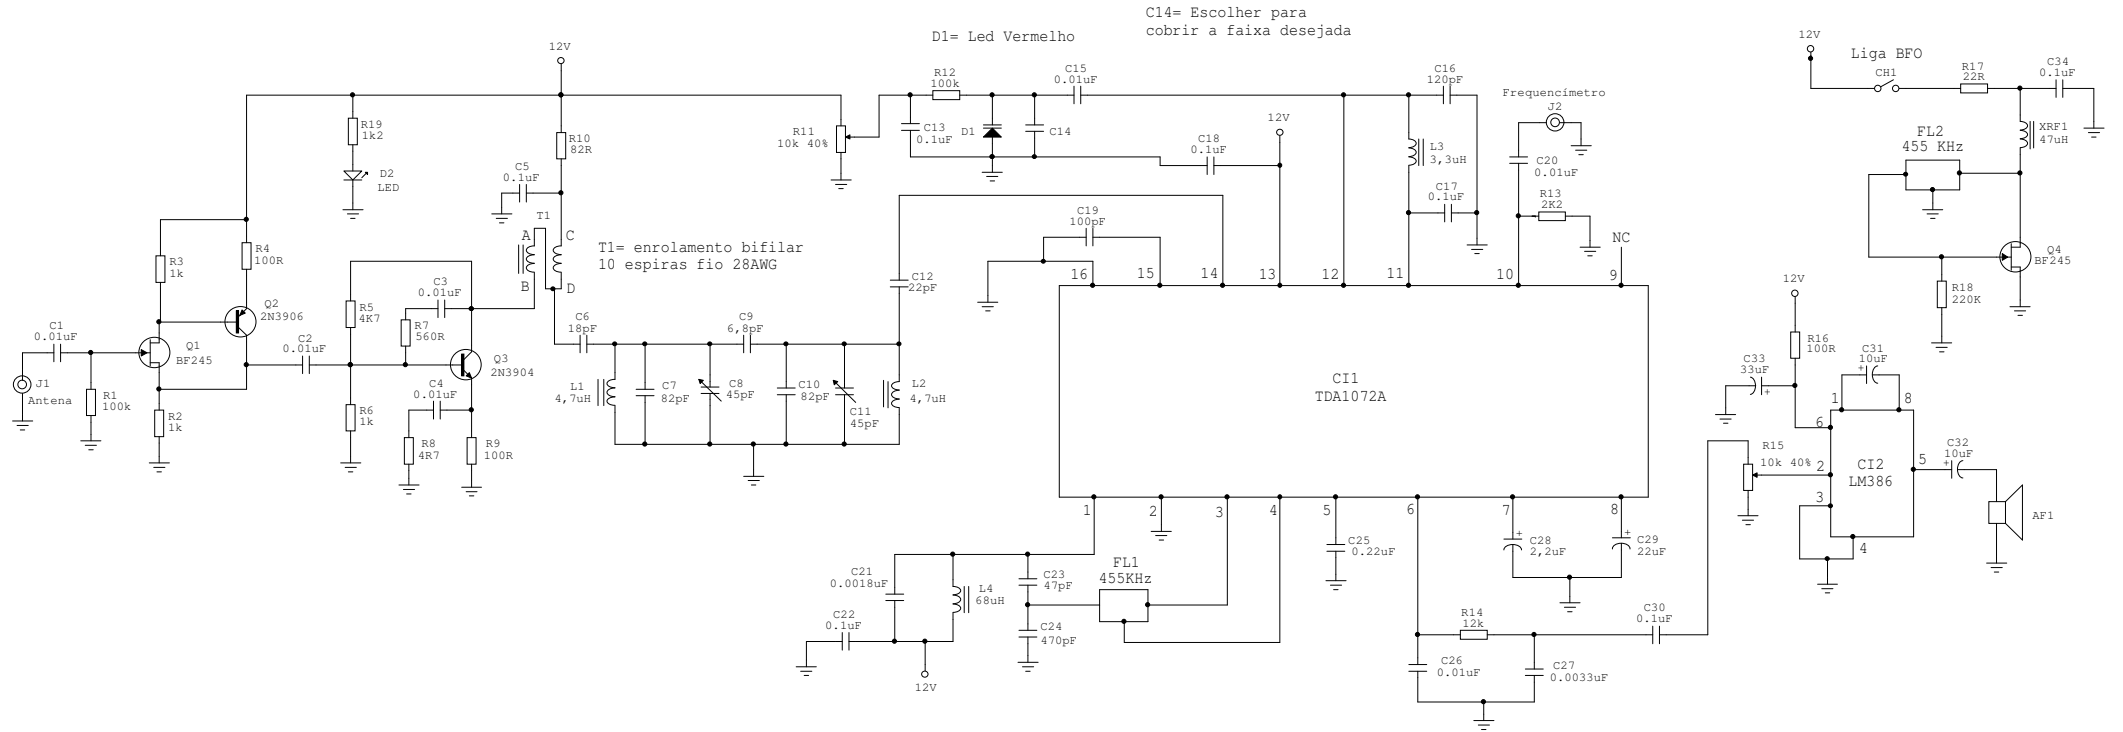 C14= Escolher para
cobrir a faixa desejada
D1= Led Vermelho
12V
Liga BFO
12V
CH1
R17
22R
C34
0.1uF
R19
1k2
D2
LED
R10
82R
C5
0.1uF
T1
A
B
C
D
T1= enrolamento bifilar
10 espiras fio 28AWG
R11
10k 40%
R12
100k
C13
0.1uF
D1
C14
C15
0.01uF
C18
0.1uF
12V
C16
120pF
L3
3,3uH
C17
0.1uF
Frequencímetro
J2
C20
0.01uF
R13
2K2
NC
FL2
455 KHz
XRF1
47uH
Q4
BF245
R18
220K
R3
1k
R4
100R
Q2
2N3906
C1
0.01uF
Q1
BF245
J1
Antena
R1
100k
R2
1k
C2
0.01uF
R5
4K7
R6
1k
C3
0.01uF
R7
560R
Q3
2N3904
C4
0.01uF
R8
4R7
R9
100R
C6
18pF
L1
4,7uH
C7
82pF
C8
45pF
C9
6,8pF
C10
82pF
C11
45pF
L2
4,7uH
C12
22pF
C19
100pF
16
15
14
13
12
11
10
9
CI1
TDA1072A
1
2
3
4
5
6
7
8
C21
0.0018uF
C22
0.1uF
L4
68uH
12V
C23
47pF
C24
470pF
FL1
455KHz
C25
0.22uF
C28
2,2uF
C29
22uF
R14
12k
C26
0.01uF
C27
0.0033uF
C30
0.1uF
12V
R16
100R
C33
33uF
+
C31
10uF
+
1
8
6
R15
10k 40%
2
3
4
5
CI2
LM386
C32
10uF
+
AF1
+
+